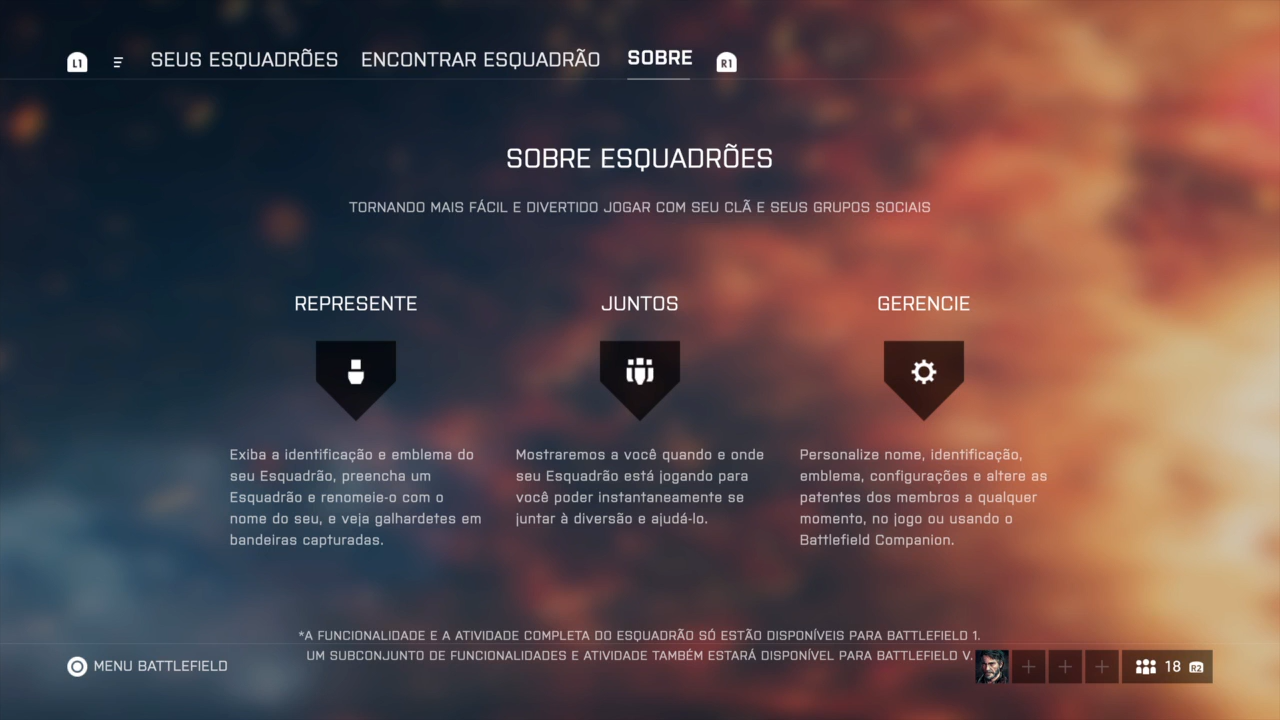 L1 SEUS ESQUADRÕES ENCONTRAR ESQUADRÃO SOBRE R1
SOBRE ESQUADRÕES
TORNANDO MAIS FÁCIL E DIVERTIDO JOGAR COM SEU CLÃ E SEUS GRUPOS SOCIAIS
REPRESENTE
Exiba a identificação e emblema do
seu Esquadrão, preencha um
Esquadrão e renomeie-o com o
nome do seu, e veja galhardetes em
bandeiras capturadas.
JUNTOS
Mostraremos a você quando e onde
seu Esquadrão está jogando para
você poder instantaneamente se
juntar à diversão e ajudá-lo.
GERENCIE
Personalize nome, identificação,
emblema, configurações e altere as
patentes dos membros a qualquer
momento, no jogo ou usando o
Battlefield Companion.
*A FUNCIONALIDADE E A ATIVIDADE COMPLETA DO ESQUADRÃO SÓ ESTÃO DISPONÍVEIS PARA BATTLEFIELD 1.
UM SUBCONJUNTO DE FUNCIONALIDADES E ATIVIDADE TAMBÉM ESTARÁ DISPONÍVEL PARA BATTLEFIELD V.
MENU BATTLEFIELD
18 R2